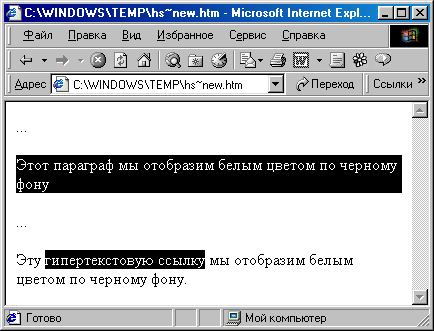 C:\WINDOWS\TEMP\hs~new.htm - Microsoft Internet Expl...
Файл Правка Вид Избранное Сервис Справка
Адрес C:\WINDOWS\TEMP\hs~new.htm Переход Ссылки »
...
Этот параграф мы отобразим белым цветом по черному
фону
...
Эту гипертекстовую ссылку мы отобразим белым
цветом по черному фону.
Готово Мой компьютер